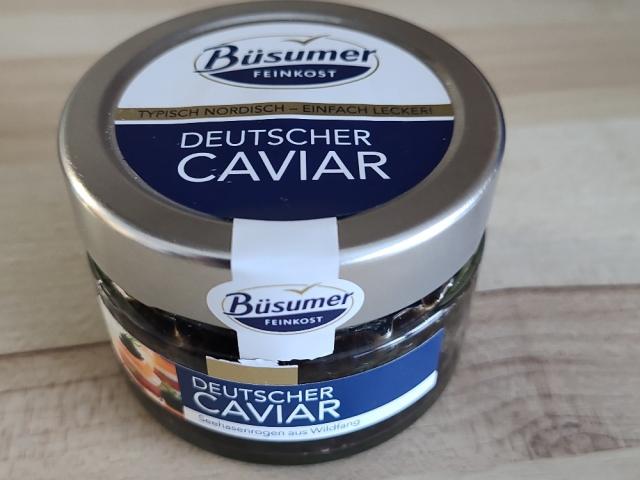 Büsumer
FEINKOST
TYPISCH NORDISCH – EINFACH LECKER!
DEUTSCHER
CAVIAR
Büsumer
FEINKOST
DEUTSCHER
CAVIAR
Seehasenrogen aus Wildfang